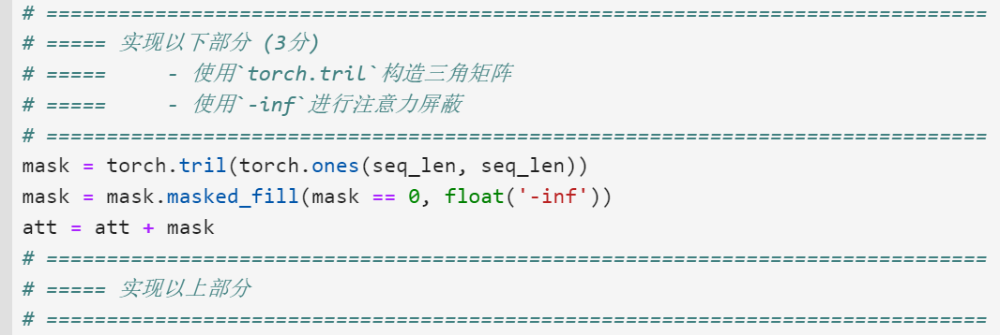 # ==============================================================================
# ===== 实现以下部分 (3分)
# =====     - 使用`torch.tril`构造三角矩阵
# =====     - 使用`-inf`进行注意力屏蔽
# ==============================================================================
mask = torch.tril(torch.ones(seq_len, seq_len))
mask = mask.masked_fill(mask == 0, float('-inf'))
att = att + mask
# ==============================================================================
# ===== 实现以上部分
# ==============================================================================